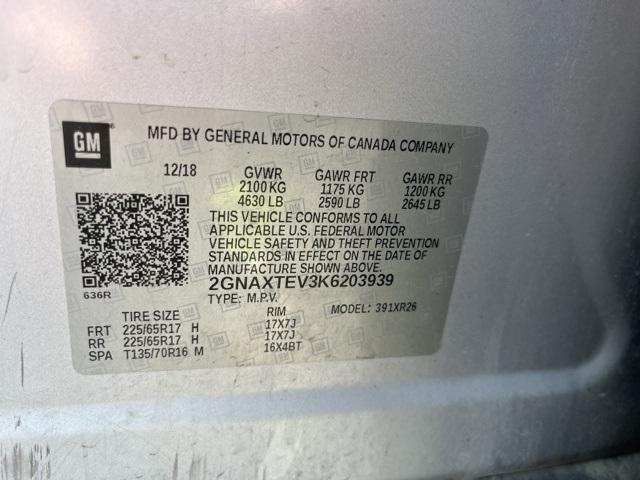 GM
MFD BY GENERAL MOTORS OF CANADA COMPANY
12/18 GVWR GAWR FRT GAWR RR
2100 KG 1175 KG 1200 KG
4630 LB 2590 LB 2645 LB
THIS VEHICLE CONFORMS TO ALL
APPLICABLE U.S. FEDERAL MOTOR
VEHICLE SAFETY AND THEFT PREVENTION
STANDARDS IN EFFECT ON THE DATE OF
MANUFACTURE SHOWN ABOVE.
2GNAXTEV3K6203939
636R TYPE: M.P.V. MODEL: 391XR26
TIRE SIZE RIM
FRT 225/65R17 H 17X7J
RR 225/65R17 H 17X7J
SPA T135/70R16 M 16X4BT